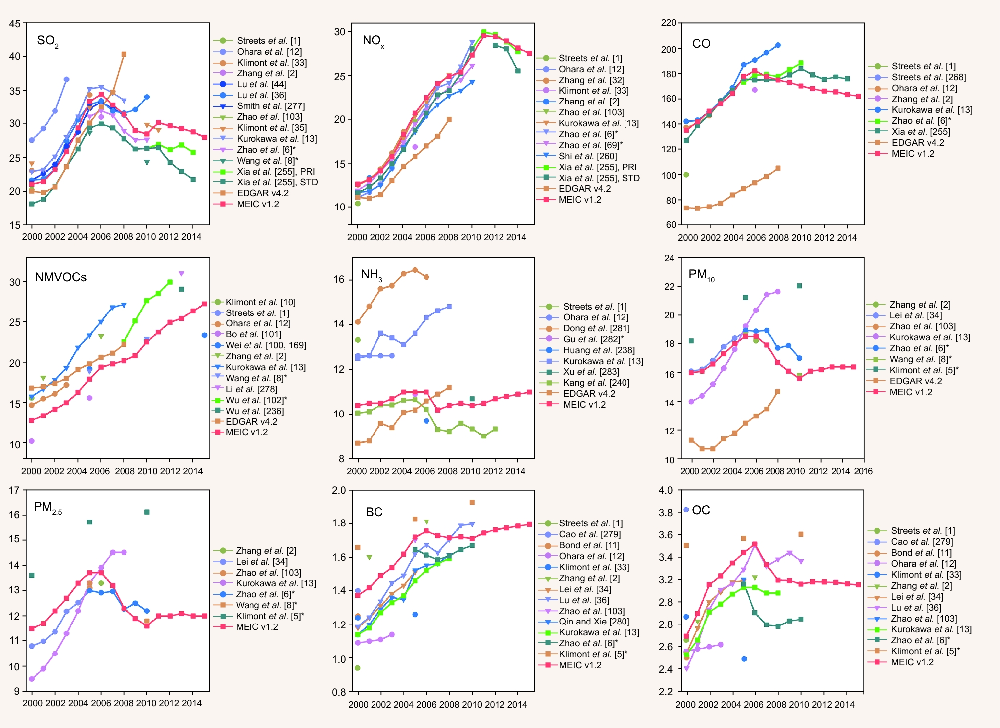 SO2
45
40
35
30
25
20
15
2000 2002 2004 2006 2008 2010 2012 2014
Streets et al. [1]
Ohara et al. [12]
Klimont et al. [33]
Zhang et al. [2]
Lu et al. [44]
Lu et al. [36]
Smith et al. [277]
Zhao et al. [103]
Klimont et al. [35]
Kurokawa et al. [13]
Zhao et al. [6]*
Wang et al. [8]*
Xia et al. [255], PRI
Xia et al. [255], STD
EDGAR v4.2
MEIC v1.2
NOx
30
25
20
15
10
2000 2002 2004 2006 2008 2010 2012 2014
Streets et al. [1]
Ohara et al. [12]
Zhang et al. [32]
Klimont et al. [33]
Zhang et al. [2]
Zhao et al. [103]
Kurokawa et al. [13]
Zhao et al. [6]*
Zhao et al. [69]*
Shi et al. [260]
Xia et al. [255], PRI
Xia et al. [255], STD
EDGAR v4.2
MEIC v1.2
CO
220
200
180
160
140
120
100
80
60
2000 2002 2004 2006 2008 2010 2012 2014
Streets et al. [1]
Streets et al. [268]
Ohara et al. [12]
Zhang et al. [2]
Kurokawa et al. [13]
Zhao et al. [6]*
Xia et al. [255]
EDGAR v4.2
MEIC v1.2
NMVOCs
30
25
20
15
10
2000 2002 2004 2006 2008 2010 2012 2014
Klimont et al. [10]
Streets et al. [1]
Ohara et al. [12]
Bo et al. [101]
Wei et al. [100, 169]
Zhang et al. [2]
Kurokawa et al. [13]
Wang et al. [8]*
Li et al. [278]
Wu et al. [102]*
Wu et al. [236]
EDGAR v4.2
MEIC v1.2
NH3
16
14
12
10
8
2000 2002 2004 2006 2008 2010 2012 2014
Streets et al. [1]
Ohara et al. [12]
Dong et al. [281]
Gu et al. [282]*
Huang et al. [238]
Kurokawa et al. [13]
Xu et al. [283]
Kang et al. [240]
EDGAR v4.2
MEIC v1.2
PM10
24
22
20
18
16
14
12
10
2000 2002 2004 2006 2008 2010 2012 2014 2016
Zhang et al. [2]
Lei et al. [34]
Zhao et al. [103]
Kurokawa et al. [13]
Zhao et al. [6]*
Wang et al. [8]*
Klimont et al. [5]*
EDGAR v4.2
MEIC v1.2
PM2.5
17
16
15
14
13
12
11
10
9
2000 2002 2004 2006 2008 2010 2012 2014
Zhang et al. [2]
Lei et al. [34]
Zhao et al. [103]
Kurokawa et al. [13]
Zhao et al. [6]*
Wang et al. [8]*
Klimont et al. [5]*
MEIC v1.2
BC
2.0
1.8
1.6
1.4
1.2
1.0
0.8
2000 2002 2004 2006 2008 2010 2012 2014
Streets et al. [1]
Cao et al. [279]
Bond et al. [11]
Ohara et al. [12]
Klimont et al. [33]
Zhang et al. [2]
Lei et al. [34]
Lu et al. [36]
Zhao et al. [103]
Qin and Xie [280]
Kurokawa et al. [13]
Zhao et al. [6]*
Klimont et al. [5]*
MEIC v1.2
OC
4.0
3.8
3.6
3.4
3.2
2.8
2.8
2.6
2.4
2.2
2000 2002 2004 2006 2008 2010 2012 2014
Streets et al. [1]
Cao et al. [279]
Bond et al. [11]
Ohara et al. [12]
Klimont et al. [33]
Zhang et al. [2]
Lei et al. [34]
Lu et al. [36]
Zhao et al. [103]
Kurokawa et al. [13]
Zhao et al. [6]*
Klimont et al. [5]*
MEIC v1.2